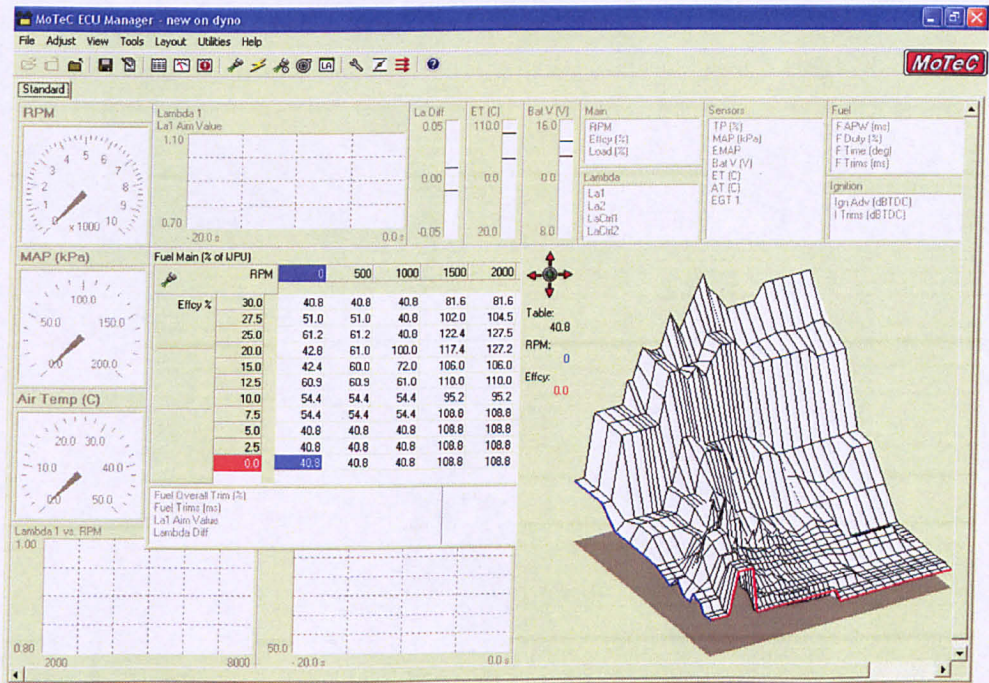 MoTeC ECU Manager - new on dyno
File Adjust View Tools Layout Utilities Help
LA
MoTeC
Standard
RPM
0 1 2 3 4 5 6 7 8 9 10
x 1000
Lambda 1
La1 Aim Value
1.10
0.70
-20.0 s 0.0 s
La Diff
0.05
0.00
-0.05
ET (C)
110.0
0.0
20.0
Bat V (V)
16.0
0.0
8.0
Main
RPM
Effcy (%)
Load (%)
Lambda
La1
La2
LaCtrl1
LaCtrl2
Sensors
TP (%)
MAP (kPa)
EMAP
Bat V (V)
ET (C)
AT (C)
EGT 1
Fuel
F APW (ms)
F Duty (%)
F Time (deg)
F Trims (ms)
Ignition
Ign Adv (dBTDC)
I Trims (dBTDC)
MAP (kPa)
0.0 50.0 100.0 150.0 200.0
Air Temp (C)
0.0 10.0 20.0 30.0 40.0 50.0
Fuel Main (% of IJPU)
RPM 0 500 1000 1500 2000
Effcy % 30.0 40.8 40.8 40.8 81.6 81.6
27.5 51.0 51.0 40.8 102.0 104.5
25.0 61.2 61.2 40.8 122.4 127.5
20.0 42.8 61.0 100.0 117.4 127.2
15.0 42.4 60.0 72.0 106.0 106.0
12.5 60.9 60.9 61.0 110.0 110.0
10.0 54.4 54.4 54.4 95.2 95.2
7.5 54.4 54.4 54.4 108.8 108.8
5.0 40.8 40.8 40.8 108.8 108.8
2.5 40.8 40.8 40.8 108.8 108.8
0.0 40.8 40.8 40.8 108.8 108.8
Table:
40.8
RPM:
0
Effcy:
0.0
Fuel Overall Trim (%)
Fuel Trims (ms)
La1 Aim Value
Lambda Diff
Lambda 1 vs. RPM
1.00
0.80
2000 8000
50.0
-20.0 s 0.0 s